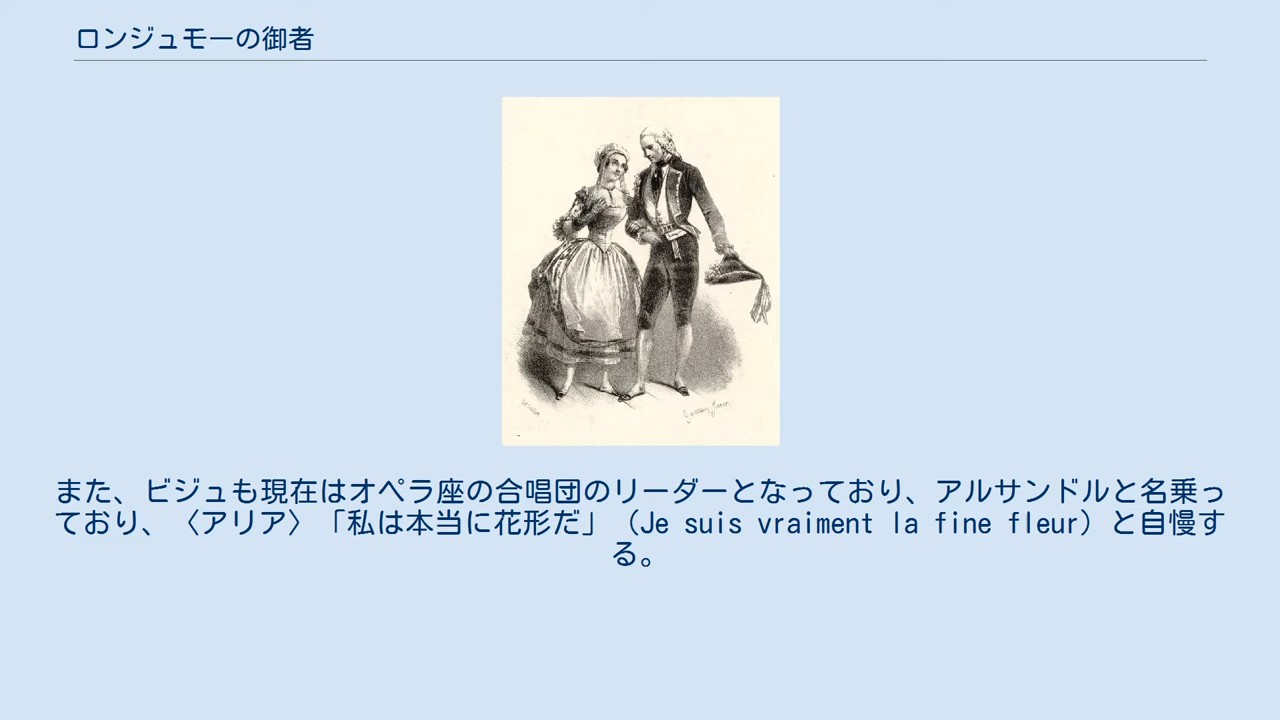 ロンジュモーの御者
また、ビジュも現在はオペラ座の合唱団のリーダーとなっており、アルサンドルと名乗っ
ており、〈アリア〉「私は本当に花形だ」（Je suis vraiment la fine fleur）と自慢す
る。